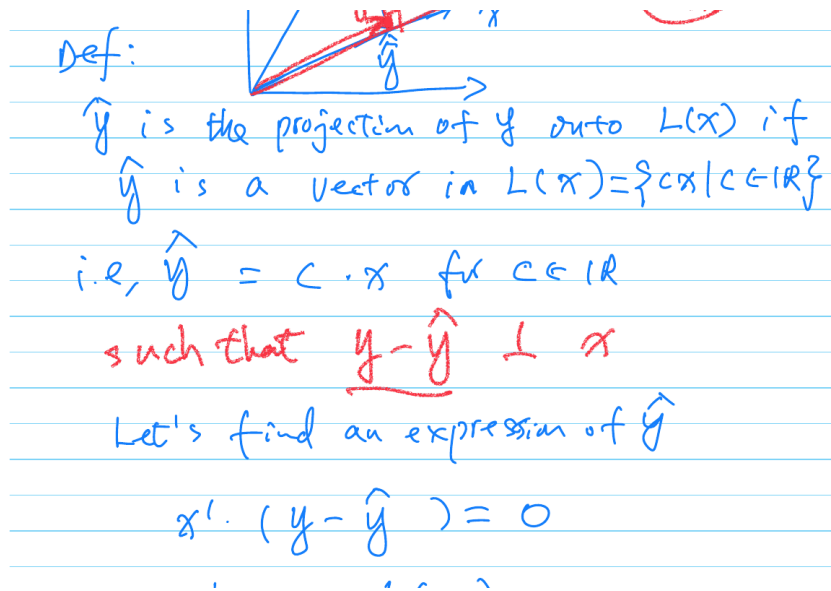 x
Def:
ŷ
ŷ is the projection of y onto L(x) if
ŷ is a vector in L(x)={cx|c∈ℝ}
i.e, ŷ = c·x for c∈ℝ
such that y-ŷ ⊥ x
Let's find an expression of ŷ
x'·(y-ŷ)=0